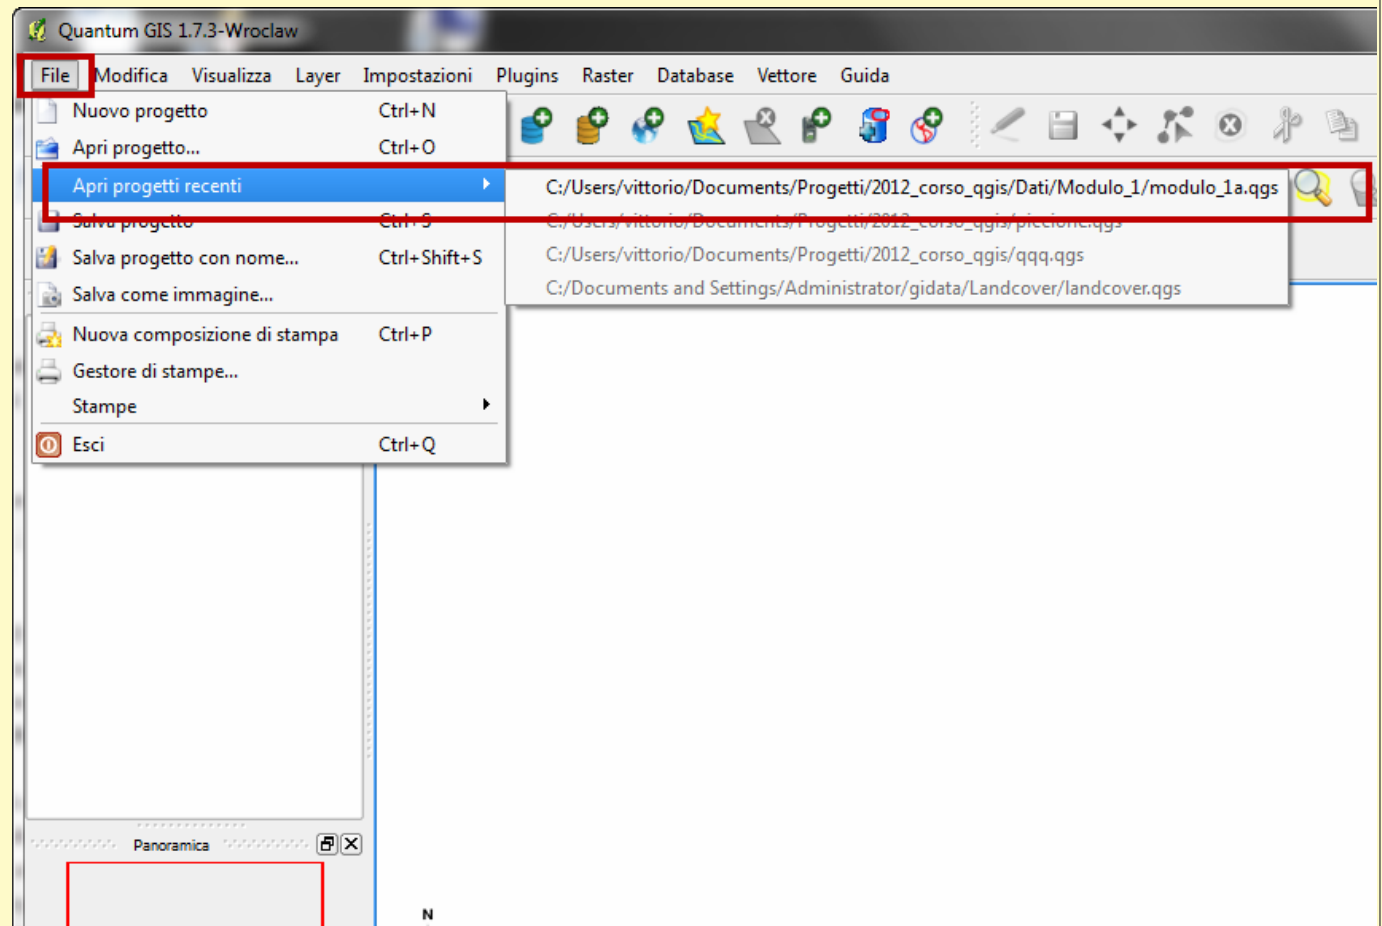 Quantum GIS 1.7.3-Wroclaw
File Modifica Visualizza Layer Impostazioni Plugins Raster Database Vettore Guida
Nuovo progetto Ctrl+N
Apri progetto... Ctrl+O
Apri progetti recenti
C:/Users/vittorio/Documents/Progetti/2012_corso_qgis/Dati/Modulo_1/modulo_1a.qgs
Salva progetto Ctrl+S
C:/Users/vittorio/Documents/Progetti/2012_corso_qgis/piccione.qgs
Salva progetto con nome... Ctrl+Shift+S
C:/Users/vittorio/Documents/Progetti/2012_corso_qgis/qqq.qgs
Salva come immagine...
C:/Documents and Settings/Administrator/gidata/Landcover/landcover.qgs
Nuova composizione di stampa Ctrl+P
Gestore di stampe...
Stampe
Esci Ctrl+Q
Panoramica
N